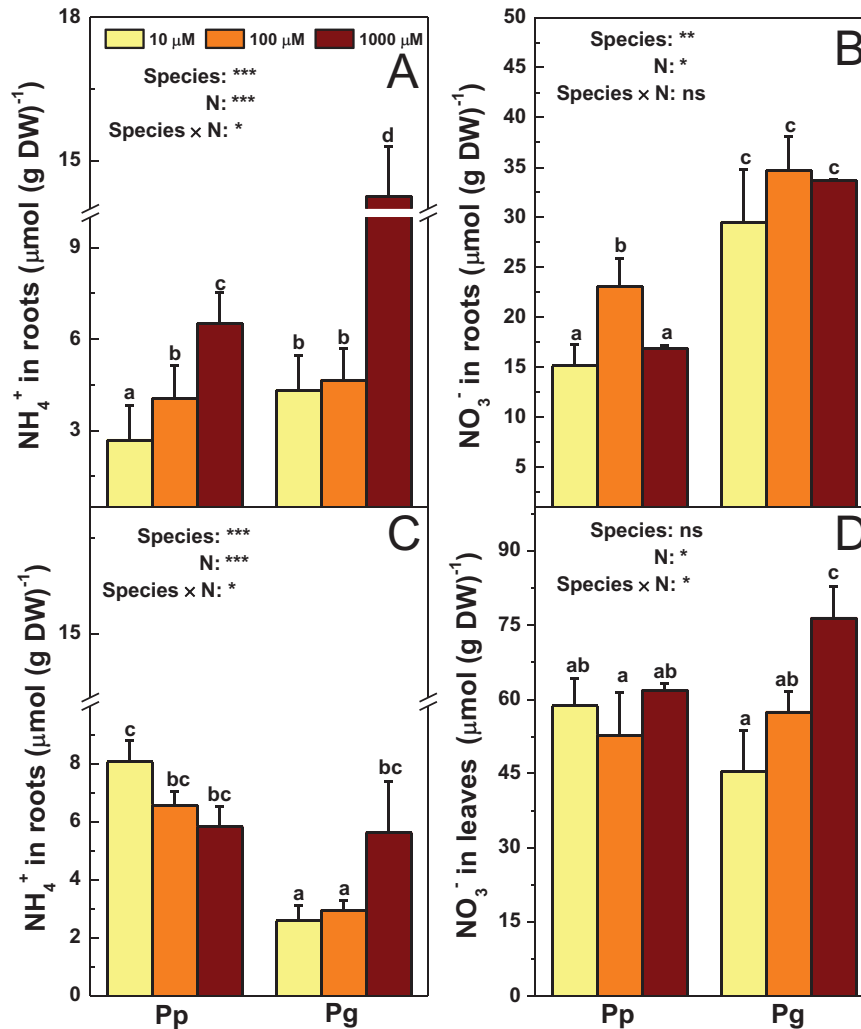 18
10 µM 100 µM 1000 µM
A
Species: ***
N: ***
Species × N: *
15
9
6
3
NH₄⁺ in roots (µmol (g DW)⁻¹
a
b
c
b
b
d
50
45
40
35
30
25
20
15
10
5
NO₃⁻ in roots (µmol (g DW)⁻¹
B
Species: **
N: *
Species × N: ns
a
b
a
c
c
c
C
Species: ***
N: ***
Species × N: *
15
8
6
4
2
0
NH₄⁺ in roots (µmol (g DW)⁻¹
c
bc
bc
a
a
bc
Pp Pg
D
Species: ns
N: *
Species × N: *
90
75
60
45
30
15
0
NO₃⁻ in leaves (µmol (g DW)⁻¹
ab
a
ab
a
ab
c
Pp Pg